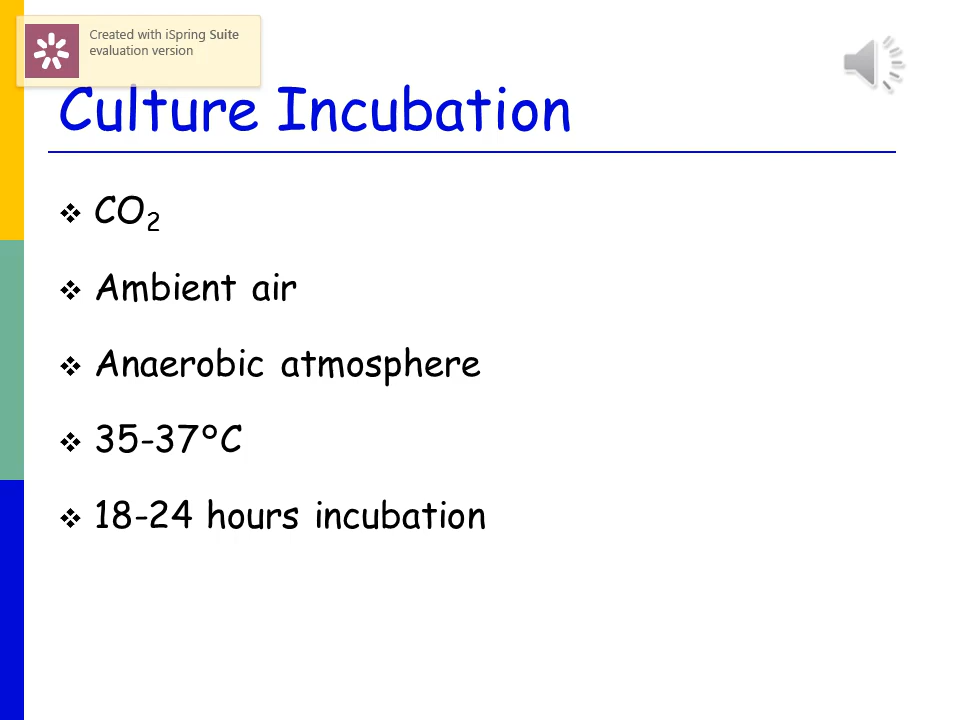 Created with iSpring Suite
evaluation version
Culture Incubation
❖ CO₂
❖ Ambient air
❖ Anaerobic atmosphere
❖ 35-37°C
❖ 18-24 hours incubation